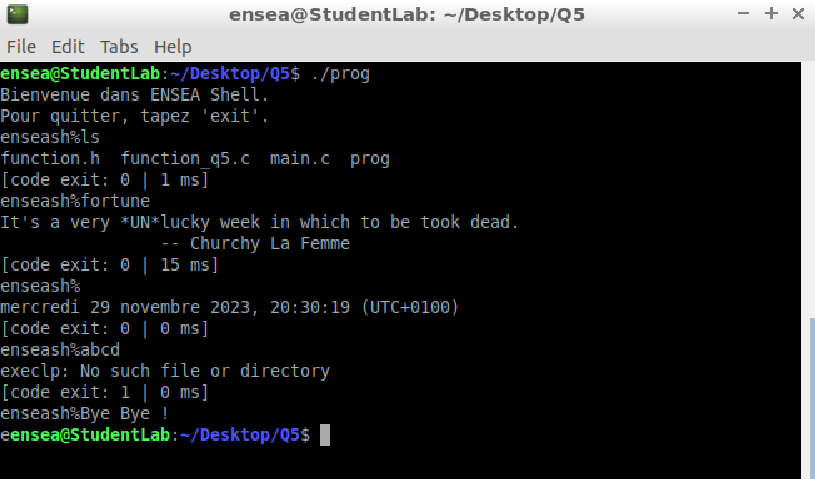 ensea@StudentLab: ~/Desktop/Q5
File Edit Tabs Help
ensea@StudentLab:~/Desktop/Q5$ ./prog
Bienvenue dans ENSEA Shell.
Pour quitter, tapez 'exit'.
enseash%ls
function.h  function_q5.c  main.c  prog
[code exit: 0 | 1 ms]
enseash%fortune
It's a very *UN*lucky week in which to be took dead.
                -- Churchy La Femme
[code exit: 0 | 15 ms]
enseash%
mercredi 29 novembre 2023, 20:30:19 (UTC+0100)
[code exit: 0 | 0 ms]
enseash%abcd
execlp: No such file or directory
[code exit: 1 | 0 ms]
enseash%Bye Bye !
eensea@StudentLab:~/Desktop/Q5$